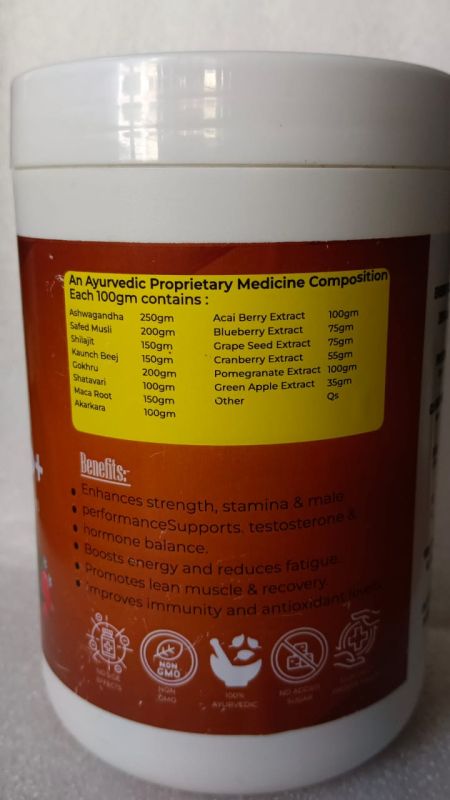 An Ayurvedic Proprietary Medicine Composition
Each 100gm contains :
Ashwagandha 250gm
Safed Musli 200gm
Shilajit 150gm
Kaunch Beej 150gm
Gokhru 200gm
Shatavari 100gm
Maca Root 150gm
Akarkara 100gm
Acai Berry Extract 100gm
Blueberry Extract 75gm
Grape Seed Extract 75gm
Cranberry Extract 55gm
Pomegranate Extract 100gm
Green Apple Extract 35gm
Other Qs
Benefits:-
• Enhances strength, stamina & male
• performanceSupports. testosterone &
• hormone balance.
• Boosts energy and reduces fatigue.
• Promotes lean muscle & recovery
• Improves immunity and antioxidant levels.
NO SIDE
EFFECTS
NON
GMO
NON
GMO
100%
AYURVEDIC
NO ADDED
SUGAR